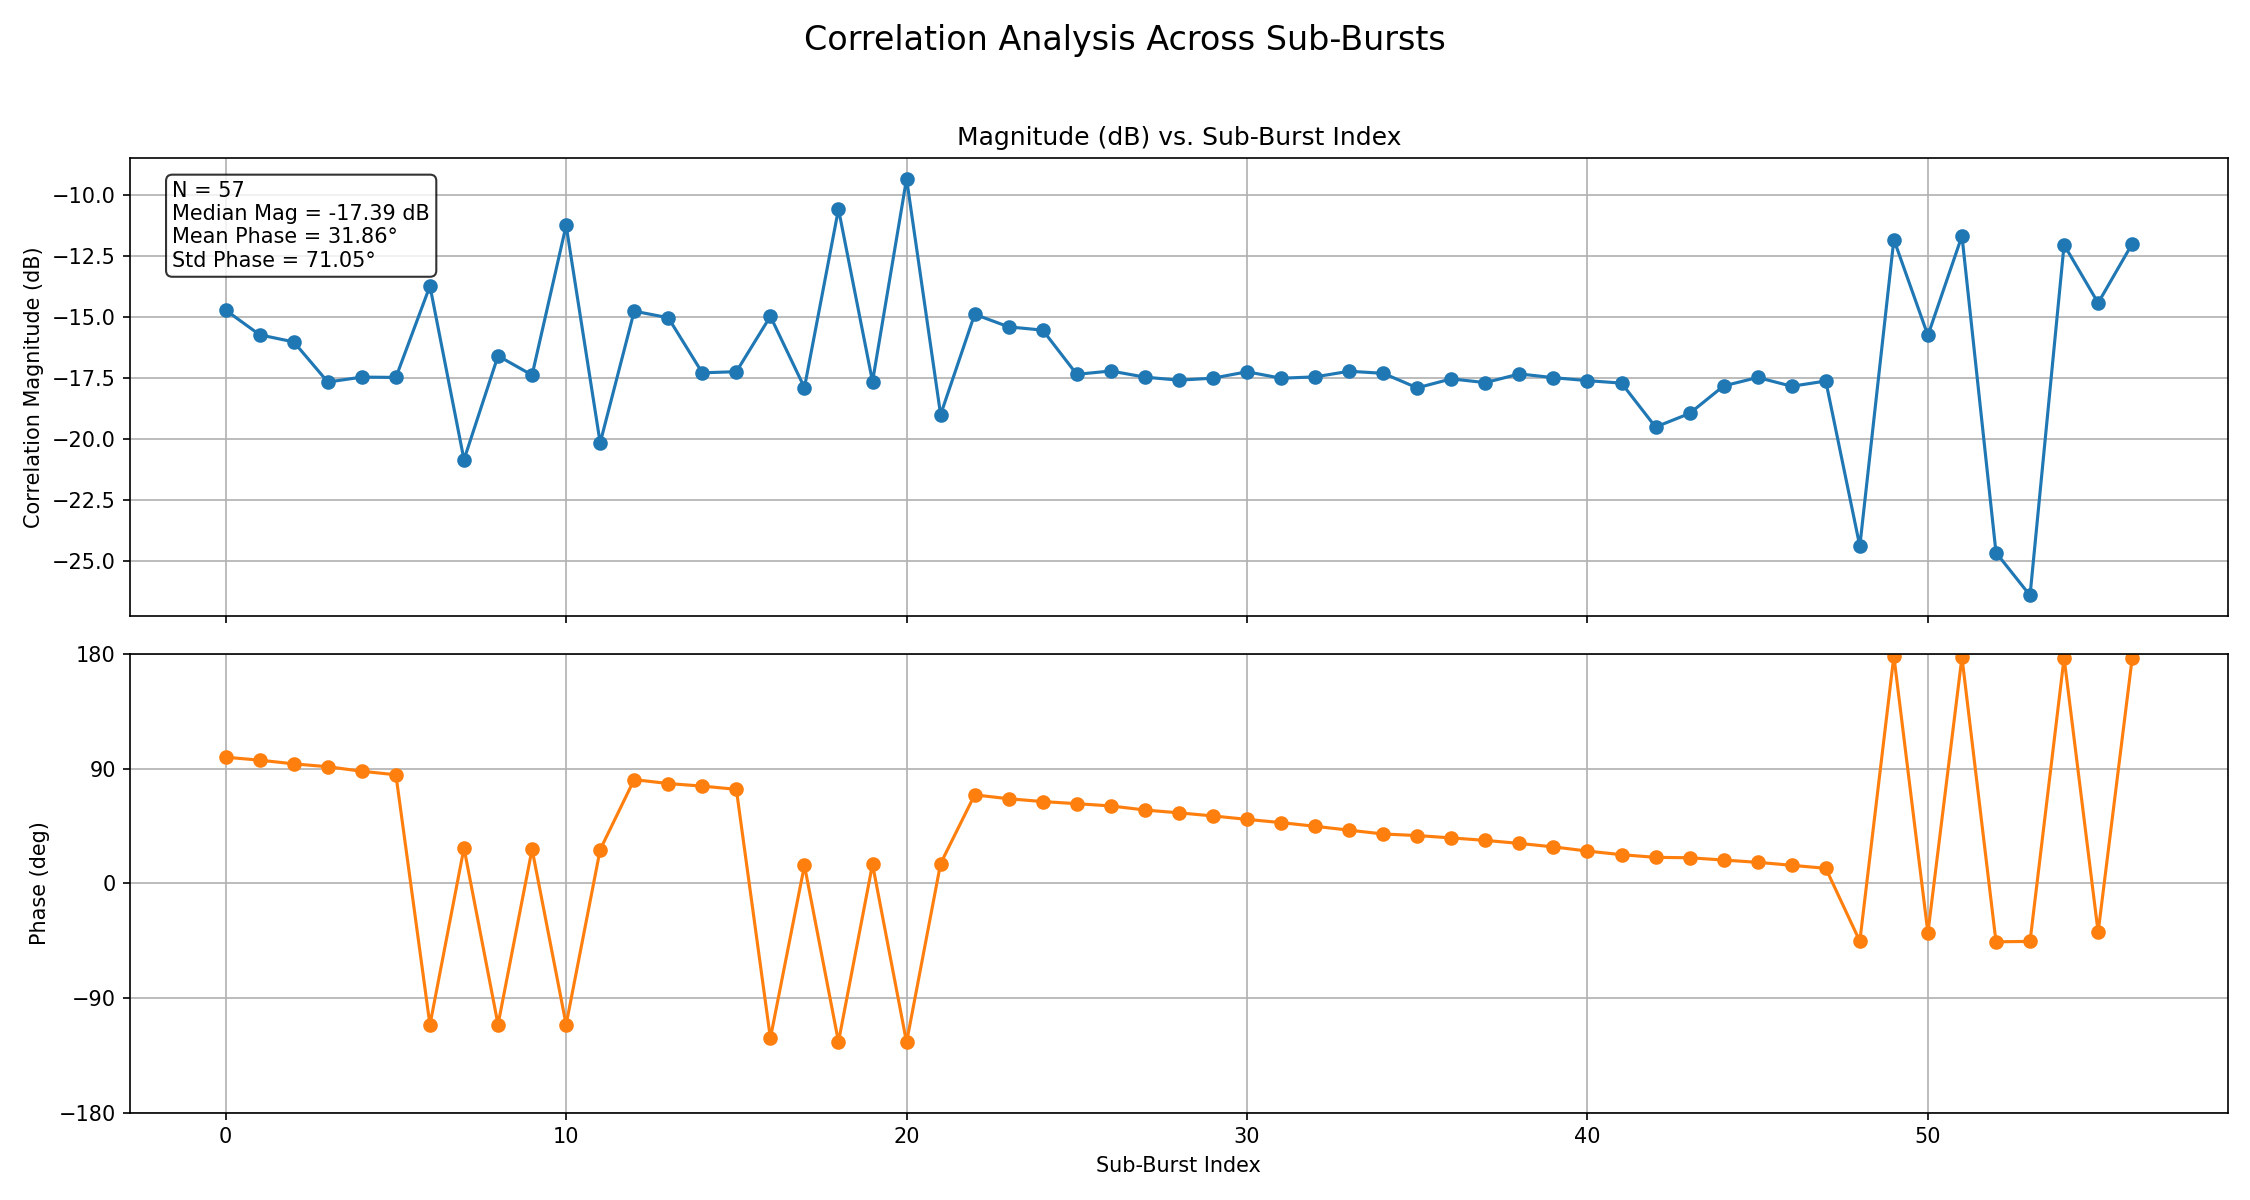 Correlation Analysis Across Sub-Bursts
Magnitude (dB) vs. Sub-Burst Index
N = 57
Median Mag = -17.39 dB
Mean Phase = 31.86°
Std Phase = 71.05°
Correlation Magnitude (dB)
−10.0
−12.5
−15.0
−17.5
−20.0
−22.5
−25.0
Phase (deg)
180
90
0
−90
−180
0 10 20 30 40 50
Sub-Burst Index